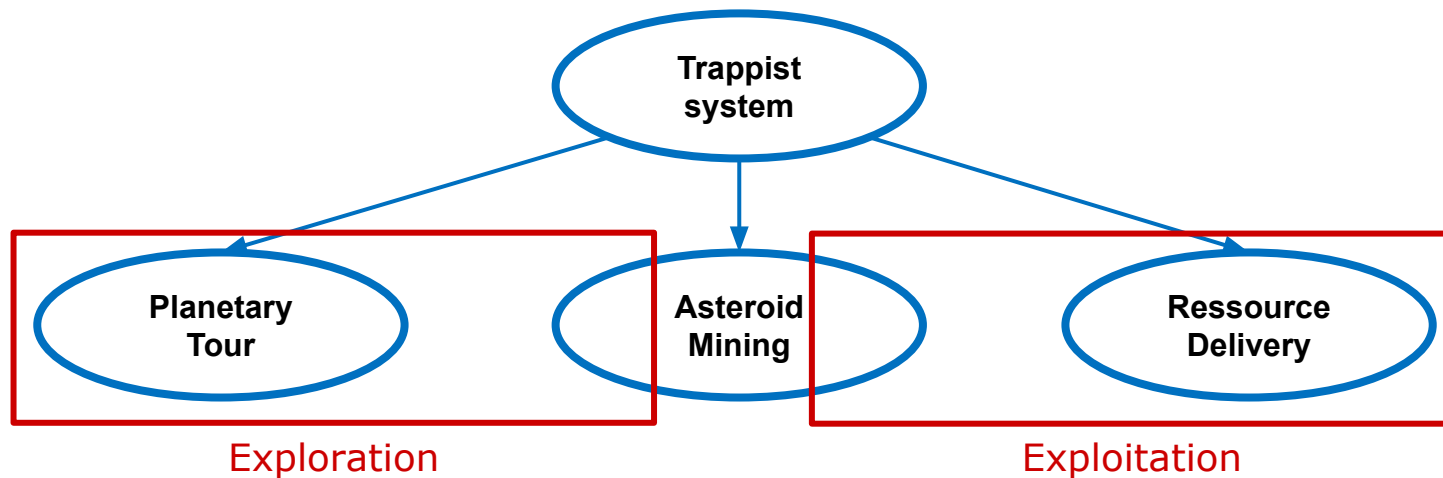 Trappist
system
Planetary
Tour
Asteroid
Mining
Ressource
Delivery
Exploration
Exploitation